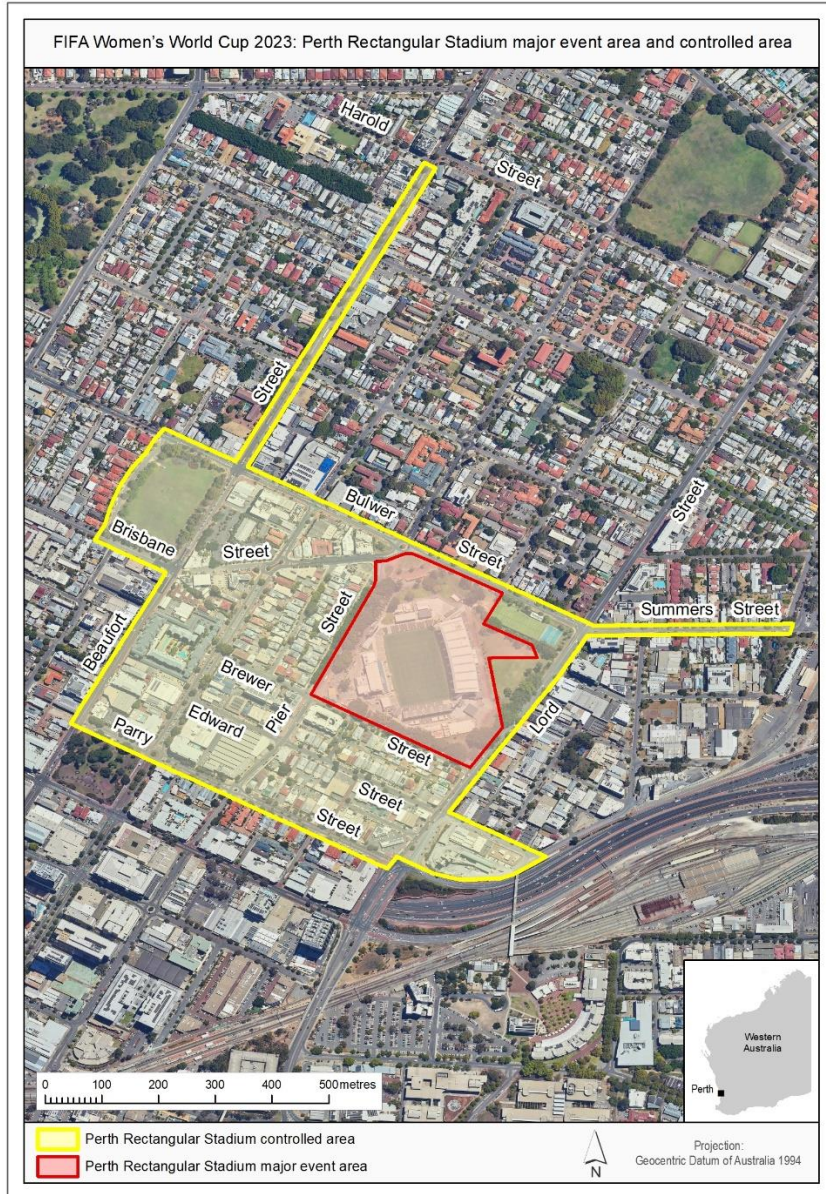 FIFA Women's World Cup 2023: Perth Rectangular Stadium major event area and controlled area
Harold
Street
Street
Bulwer
Street
Street
Brisbane
Street
Summers Street
Street
Beaufort
Brewer
Edward
Pier
Parry
Lord
Street
Street
Street
Western
Australia
Perth
0 100 200 300 400 500 metres
Perth Rectangular Stadium controlled area
Perth Rectangular Stadium major event area
N
Projection:
Geocentric Datum of Australia 1994